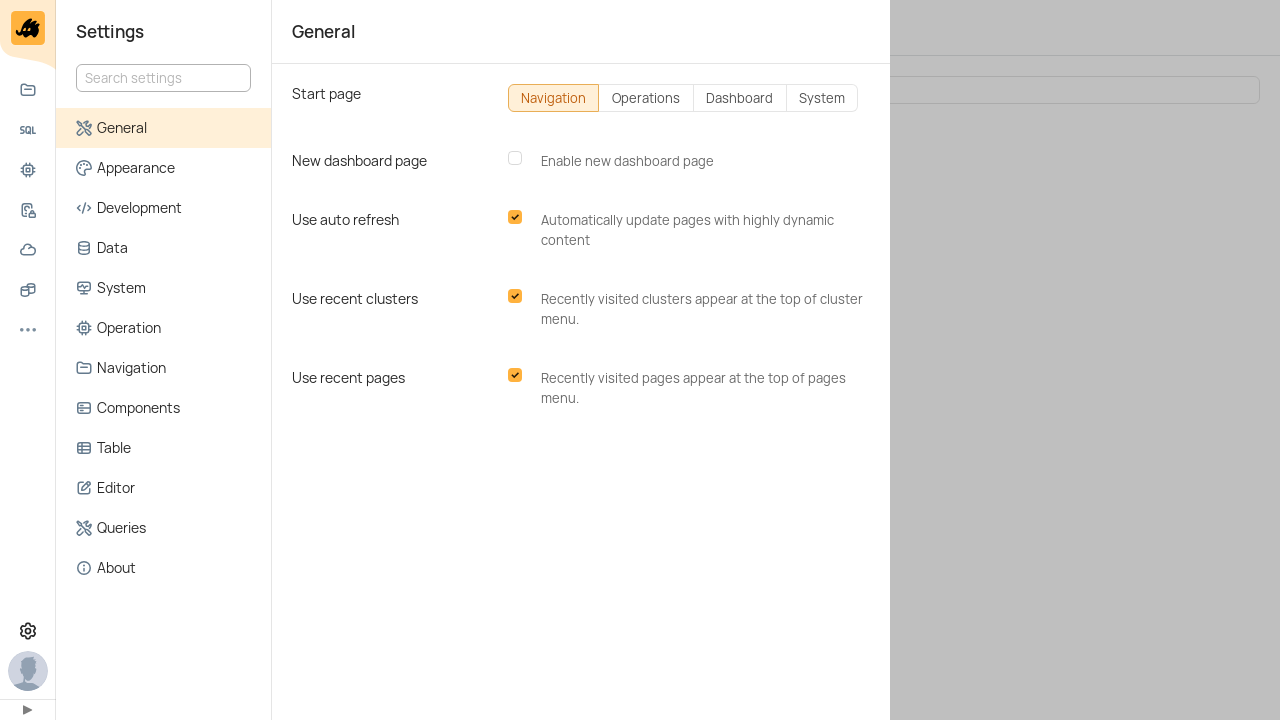 Settings
Search settings
General
Appearance
Development
Data
System
Operation
Navigation
Components
Table
Editor
Queries
About
SQL
General
Start page
Navigation Operations Dashboard System
New dashboard page
Enable new dashboard page
Use auto refresh
Automatically update pages with highly dynamic
content
Use recent clusters
Recently visited clusters appear at the top of cluster
menu.
Use recent pages
Recently visited pages appear at the top of pages
menu.